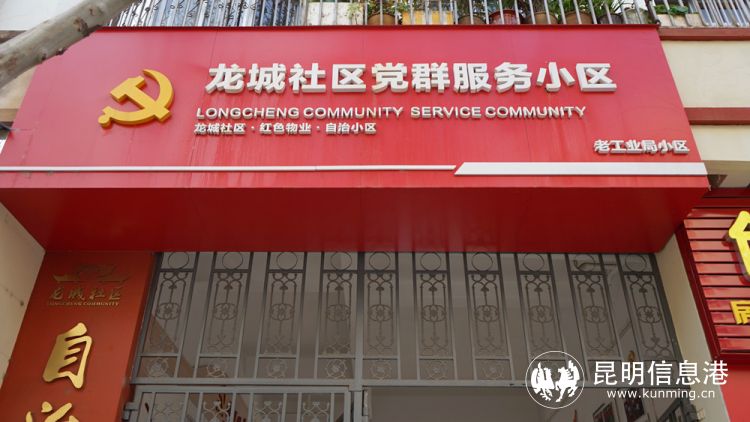 龙城社区党群服务小区
LONGCHENG COMMUNITY SERVICE COMMUNITY
龙城社区·红色物业·自治小区
老工业局小区
龙城社区
LONGCHENG COMMUNITY
自
昆明信息港
www.kunming.cn